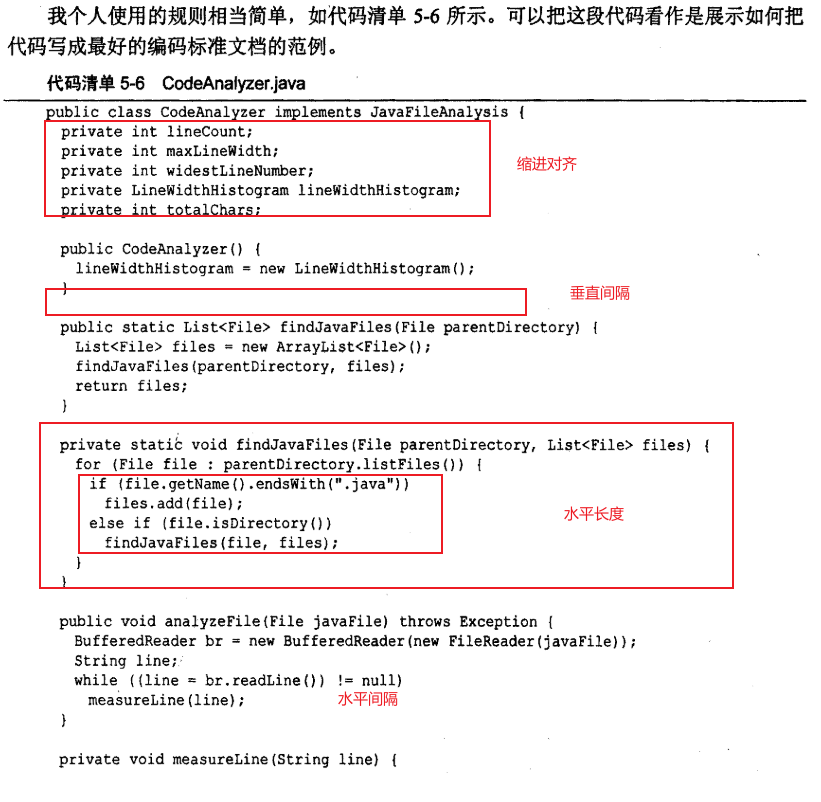 我个人使用的规则相当简单，如代码清单 5-6 所示。可以把这段代码看作是展示如何把
代码写成最好的编码标准文档的范例。
代码清单 5-6 CodeAnalyzer.java
public class CodeAnalyzer implements JavaFileAnalysis {
private int lineCount;
private int maxLineWidth;
private int widestLineNumber;
private LineWidthHistogram lineWidthHistogram;
private int totalChars;
缩进对齐
public CodeAnalyzer() {
lineWidthHistogram = new LineWidthHistogram();
}
垂直间隔
public static List<File> findJavaFiles(File parentDirectory) {
List<File> files = new ArrayList<File>();
findJavaFiles(parentDirectory, files);
return files;
}
private static void findJavaFiles(File parentDirectory, List<File> files) {
for (File file : parentDirectory.listFiles()) {
if (file.getName().endsWith(".java"))
files.add(file);
else if (file.isDirectory())
findJavaFiles(file, files);
}
}
水平长度
public void analyzeFile(File javaFile) throws Exception {
BufferedReader br = new BufferedReader(new FileReader(javaFile));
String line;
while ((line = br.readLine()) != null)
measureLine(line);
水平间隔
}
private void measureLine(String line) {